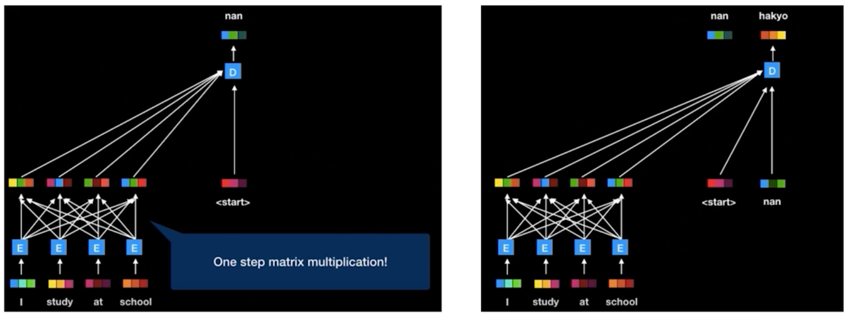 nan
D
<start>
E E E E
One step matrix multiplication!
I study at school
nan hakyo
D
<start> nan
E E E E
I study at school